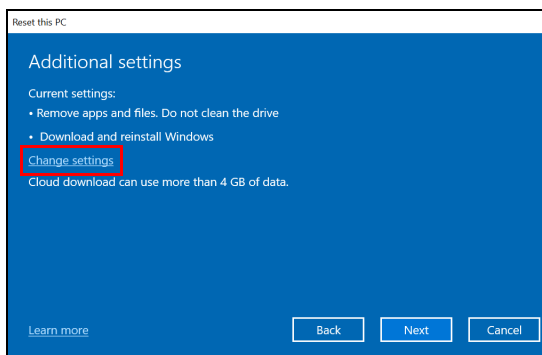 Reset this PC
Additional settings
Current settings:
• Remove apps and files. Do not clean the drive
• Download and reinstall Windows
Change settings
Cloud download can use more than 4 GB of data.
Learn more
Back
Next
Cancel